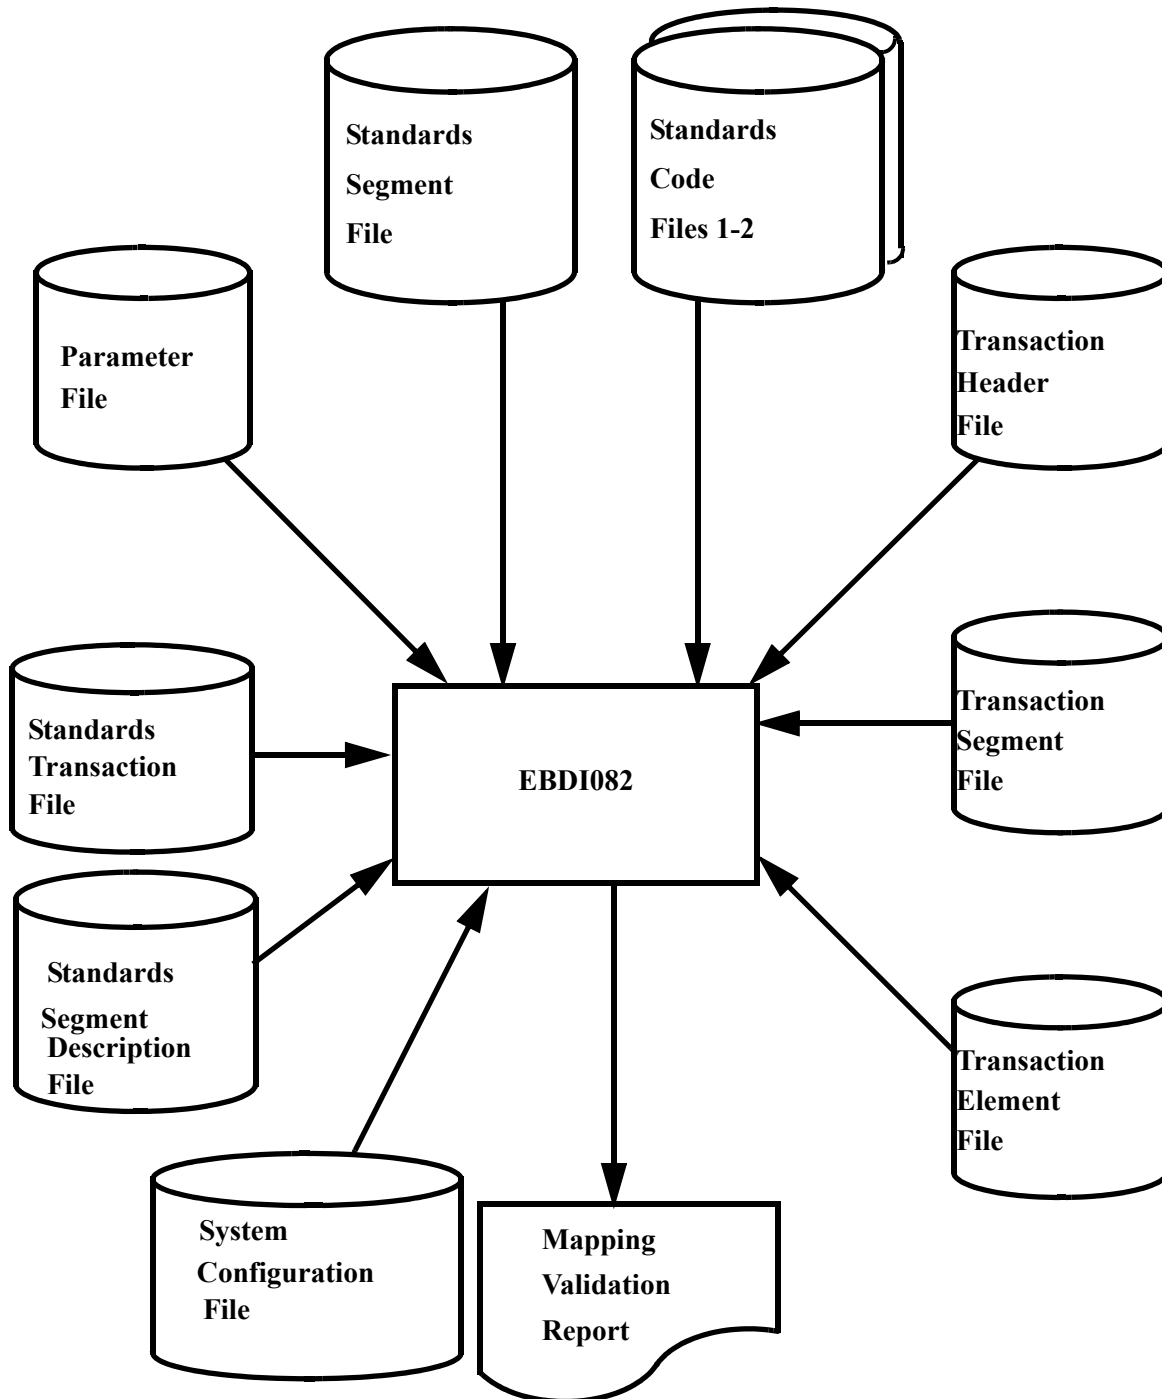 Standards
Segment
File
Standards
Code
Files 1-2
Parameter
File
Transaction
Header
File
Standards
Transaction
File
EBDI082
Transaction
Segment
File
Standards
Segment
Description
File
Transaction
Element
File
System
Configuration
File
Mapping
Validation
Report